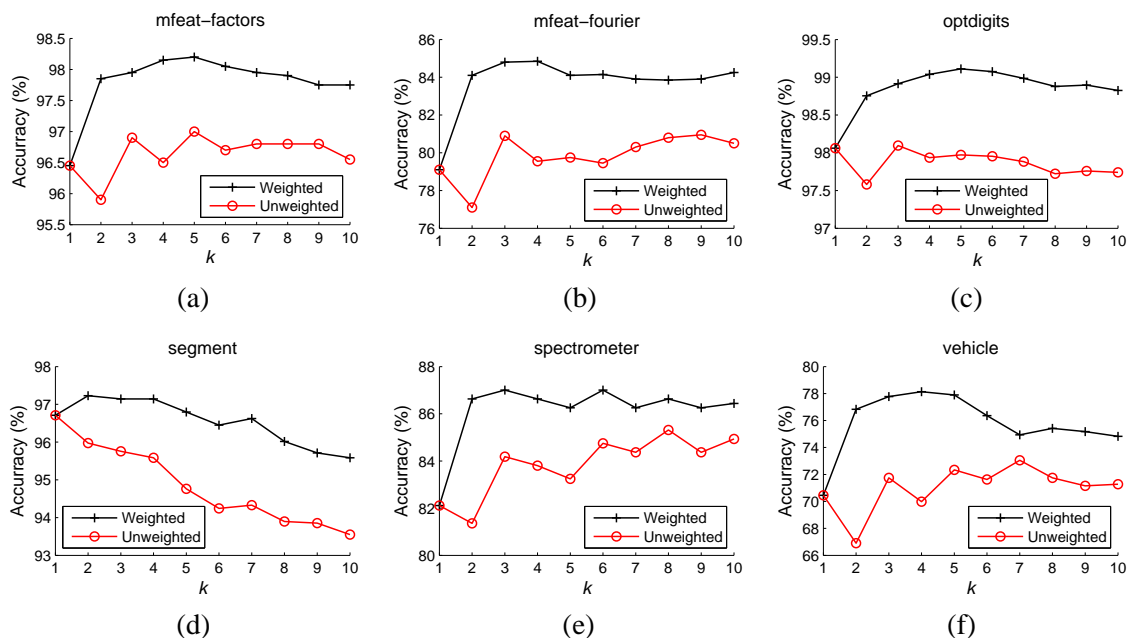 mfeat-factors
98.5
98
97.5
97
96.5
96
95.5
Accurracy (%)
Weighted
Unweighted
1 2 3 4 5 6 7 8 9 10
k
(a)
mfeat-fourier
86
84
82
80
78
76
Accurracy (%)
Weighted
Unweighted
1 2 3 4 5 6 7 8 9 10
k
(b)
optdigits
99.5
99
98.5
98
97.5
97
Accurracy (%)
Weighted
Unweighted
1 2 3 4 5 6 7 8 9 10
k
(c)
segment
98
97
96
95
94
93
Accurracy (%)
Weighted
Unweighted
1 2 3 4 5 6 7 8 9 10
k
(d)
spectrometer
88
86
84
82
80
Accurracy (%)
Weighted
Unweighted
1 2 3 4 5 6 7 8 9 10
k
(e)
vehicle
80
78
76
74
72
70
68
66
Accurracy (%)
Weighted
Unweighted
1 2 3 4 5 6 7 8 9 10
k
(f)